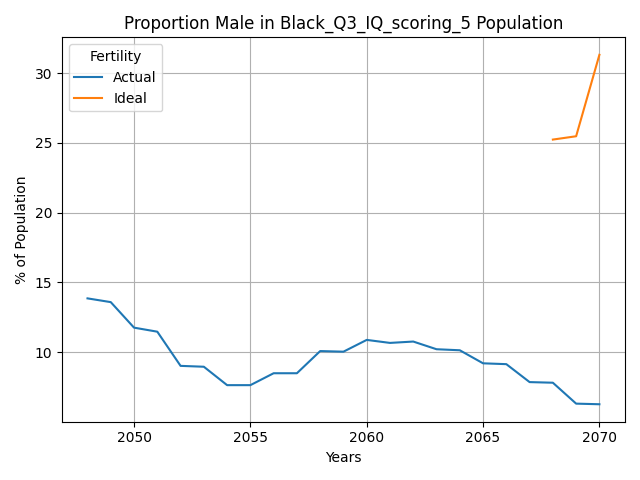 Proportion Male in Black_Q3_IQ_scoring_5 Population
Fertility
Actual
Ideal
% of Population
30
25
20
15
10
2050
2055
2060
2065
2070
Years